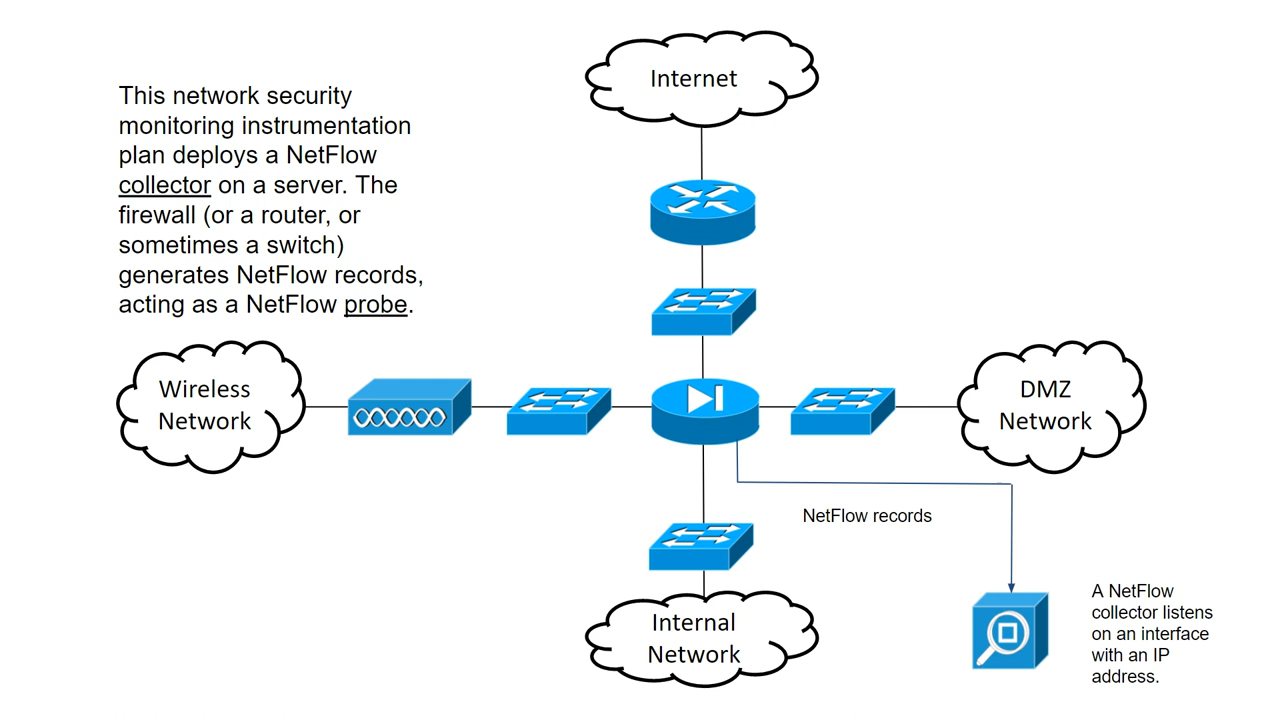 Internet
This network security
monitoring instrumentation
plan deploys a NetFlow
collector on a server. The
firewall (or a router, or
sometimes a switch)
generates NetFlow records,
acting as a NetFlow probe.
Wireless
Network
DMZ
Network
NetFlow records
Internal
Network
A NetFlow
collector listens
on an interface
with an IP
address.